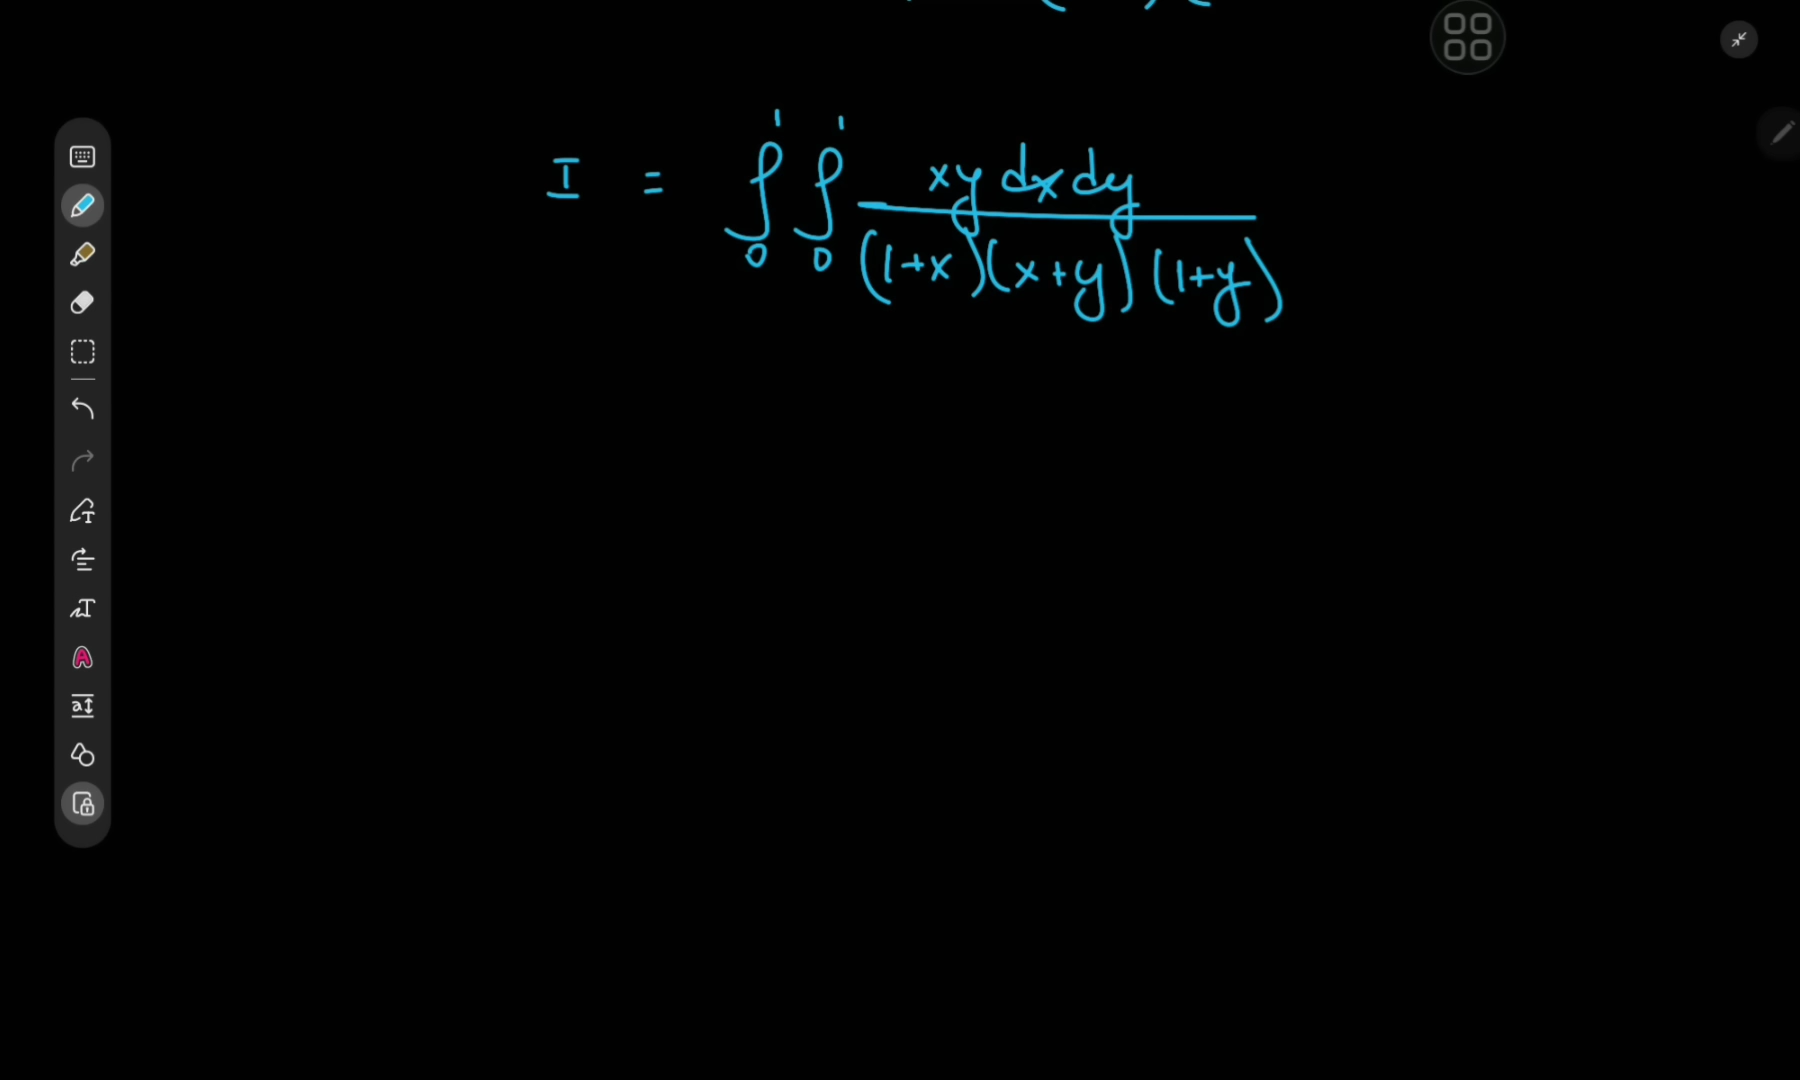 I = ∫₀¹ ∫₀¹ xy dx dy / (1+x)(x+y)(1+y)